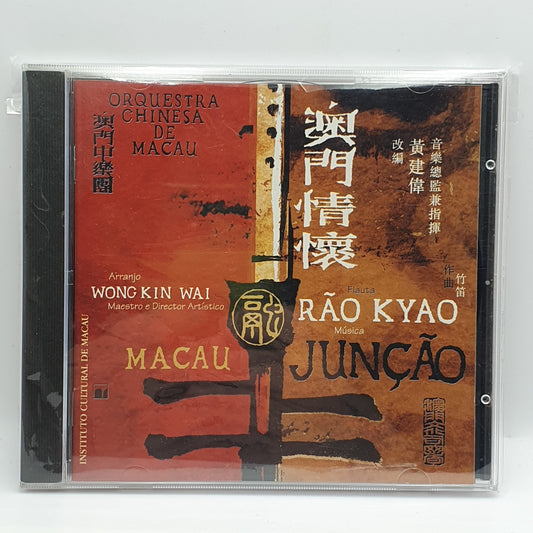 ORQUESTRA
CHINESA
DE
MACAU
澳門中樂團
澳門情懷
音樂總監兼指揮
黃建偉
改編
竹笛
作曲
Arranjo
WONG KIN WAI
Maestro e Director Artístico
融
Flauta
RÃO KYAO
Música
MACAU
JUNÇÃO
INSTITUTO CULTURAL DE MACAU